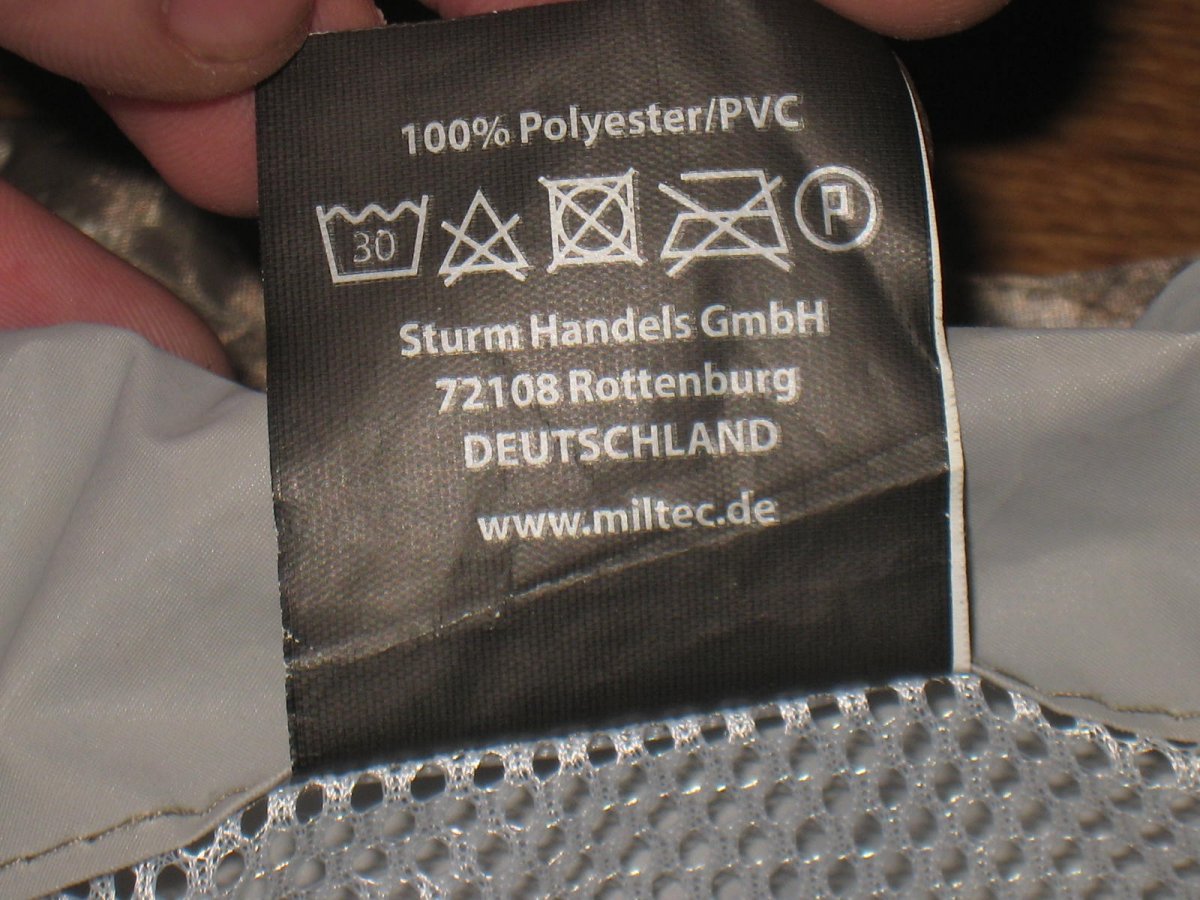 100% Polyester/PVC
30 P
Sturm Handels GmbH
72108 Rottenburg
DEUTSCHLAND
www.miltec.de